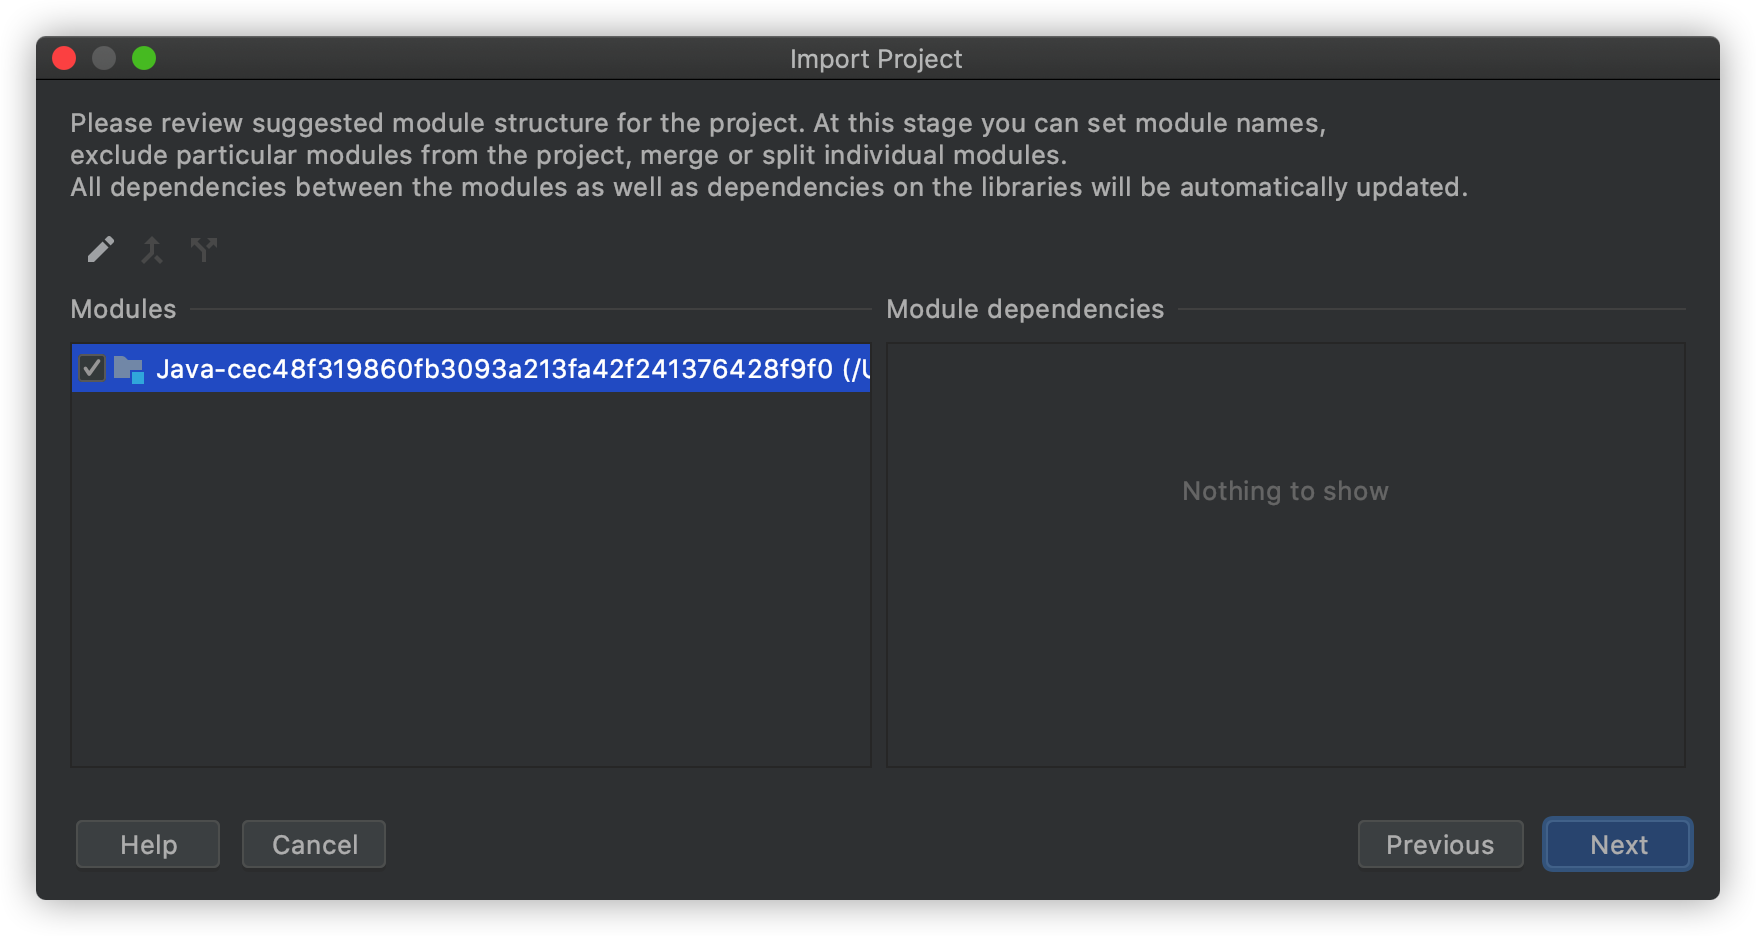 Import Project
Please review suggested module structure for the project. At this stage you can set module names,
exclude particular modules from the project, merge or split individual modules.
All dependencies between the modules as well as dependencies on the libraries will be automatically updated.
Modules
Module dependencies
Java-cec48f319860fb3093a213fa42f241376428f9f0 (/U
Nothing to show
Help
Cancel
Previous
Next